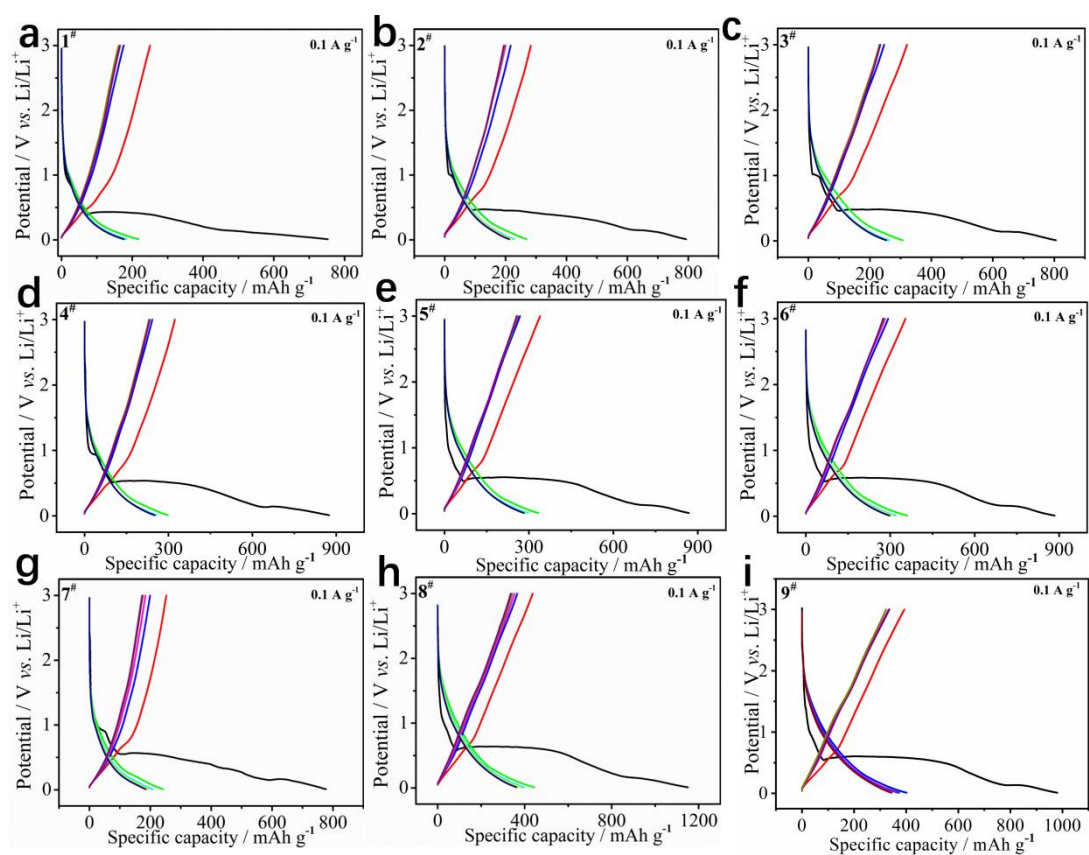 a
1# 0.1 A g-1
Potential / V vs. Li/Li+
3
2
1
0
0 200 400 600 800
Specific capacity / mAh g-1
b
2# 0.1 A g-1
Potential / V vs. Li/Li+
3
2
1
0
0 200 400 600 800
Specific capacity / mAh g-1
c
3# 0.1 A g-1
Potential / V vs. Li/Li+
3
2
1
0
0 200 400 600 800
Specific capacity / mAh g-1
d
4# 0.1 A g-1
Potential / V vs. Li/Li+
3
2
1
0
0 300 600 900
Specific capacity / mAh g-1
e
5# 0.1 A g-1
Potential / V vs. Li/Li+
3
2
1
0
0 300 600 900
Specific capacity / mAh g-1
f
6# 0.1 A g-1
Potential / V vs. Li/Li+
3
2
1
0
0 300 600 900
Specific capacity / mAh g-1
g
7# 0.1 A g-1
Potential / V vs. Li/Li+
3
2
1
0
0 200 400 600 800
Specific capacity / mAh g-1
h
8# 0.1 A g-1
Potential / V vs. Li/Li+
3
2
1
0
0 300 600 900 1200
Specific capacity / mAh g-1
i
9# 0.1 A g-1
Potential / V vs. Li/Li+
4
3
2
1
0
0 200 400 600 800 1000
Specific capacity / mAh g-1